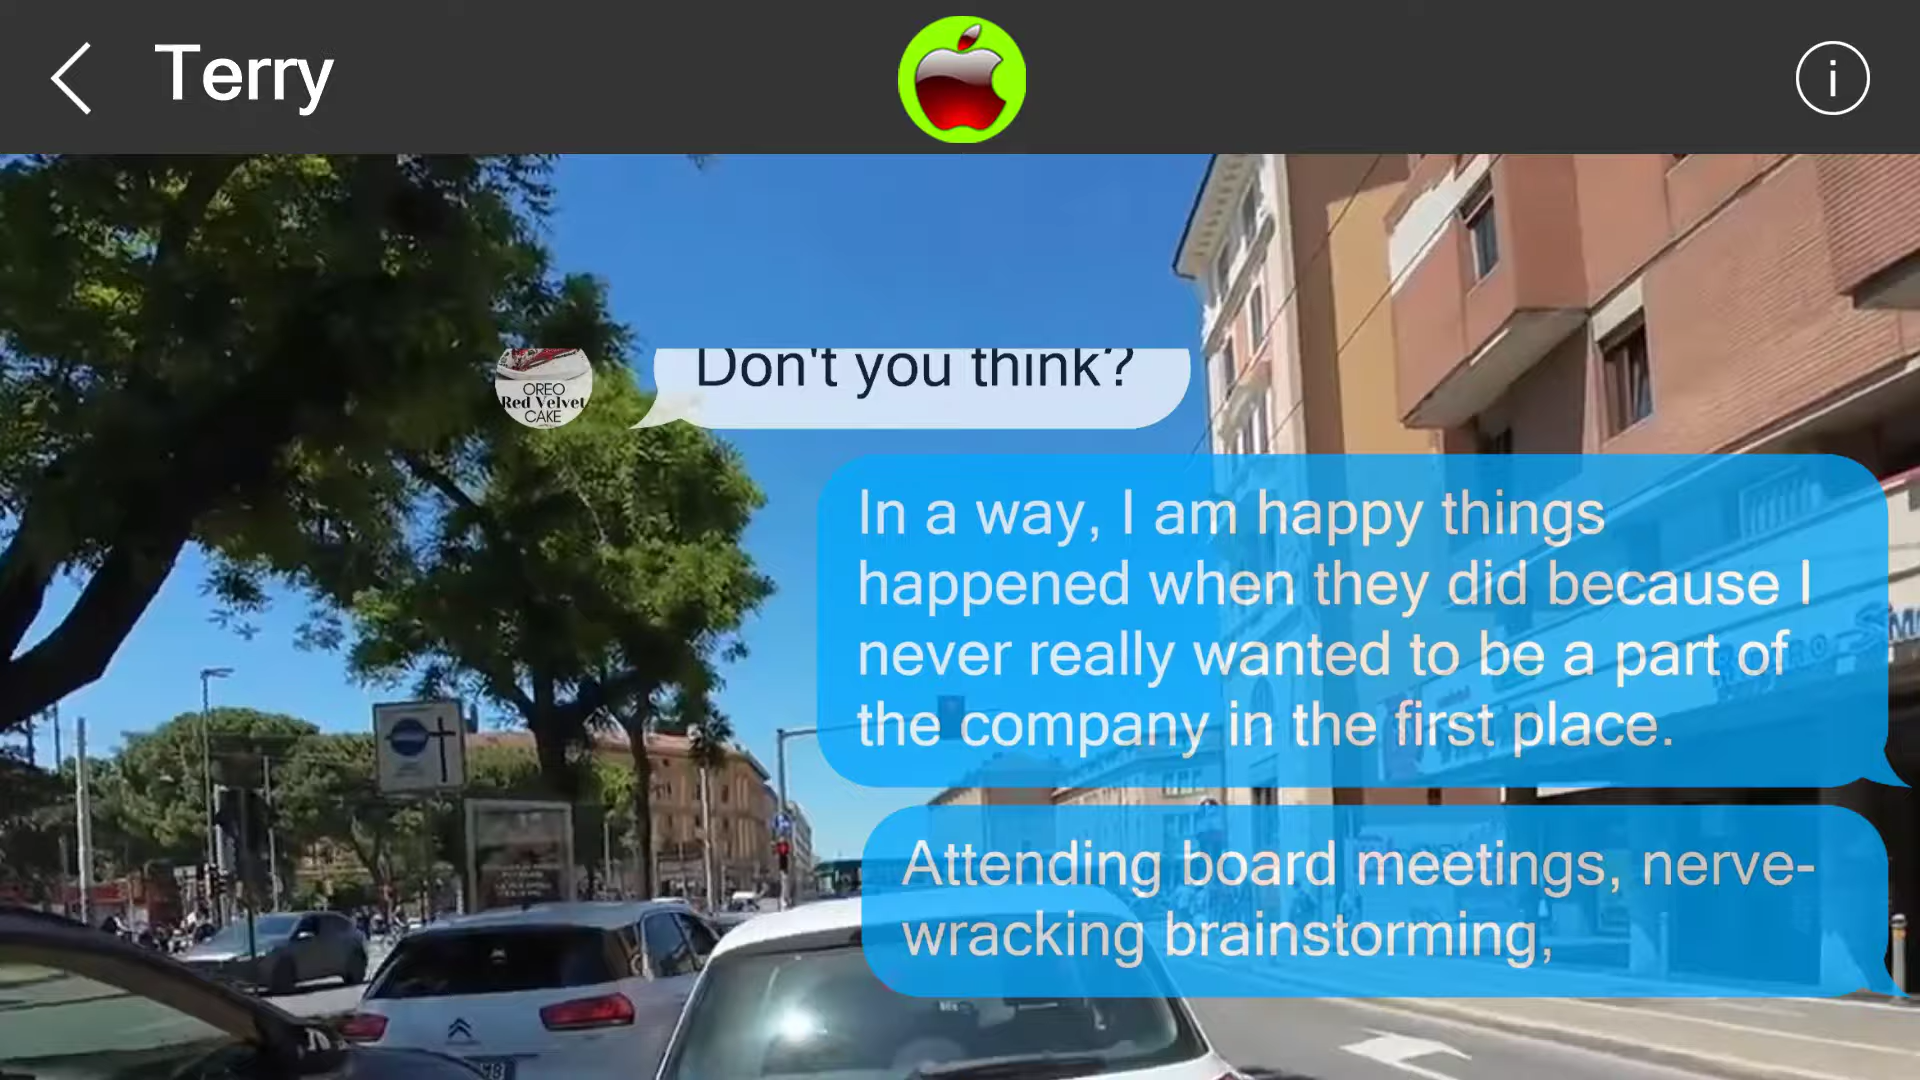 Terry
i
Don't you think?
OREO
Red Velvet
CAKE
In a way, I am happy things
happened when they did because I
never really wanted to be a part of
the company in the first place.
Attending board meetings, nerve-
wracking brainstorming,